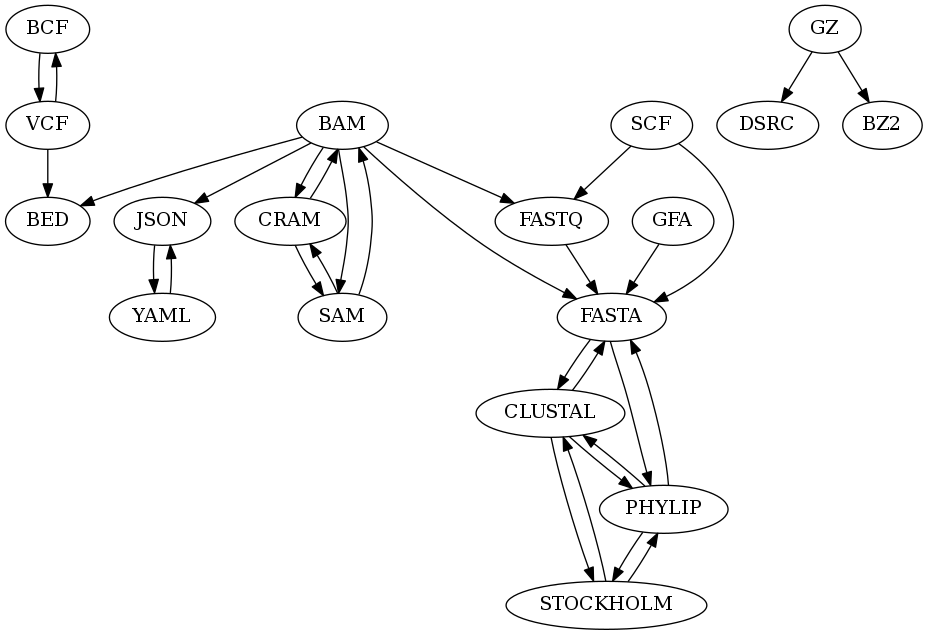 BCF
GZ
VCF
BAM
SCF
DSRC
BZ2
BED
JSON
CRAM
FASTQ
GFA
YAML
SAM
FASTA
CLUSTAL
PHYLIP
STOCKHOLM